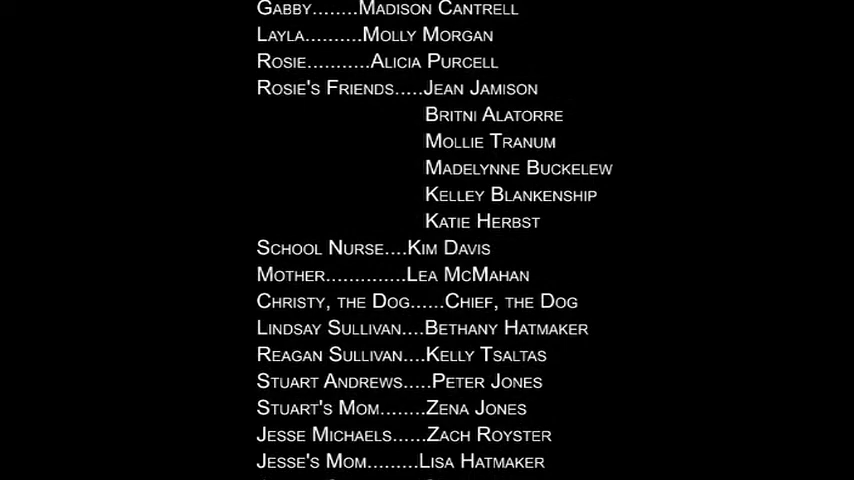 GABBY........MADISON CANTRELL
LAYLA..........MOLLY MORGAN
ROSIE...........ALICIA PURCELL
ROSIE'S FRIENDS.....JEAN JAMISON
BRITNI ALATORRE
MOLLIE TRANUM
MADELYNNE BUCKELEW
KELLEY BLANKENSHIP
KATIE HERBST
SCHOOL NURSE....KIM DAVIS
MOTHER..............LEA MCMAHAN
CHRISTY, THE DOG......CHIEF, THE DOG
LINDSAY SULLIVAN....BETHANY HATMAKER
REAGAN SULLIVAN....KELLY TSALTAS
STUART ANDREWS.....PETER JONES
STUART'S MOM........ZENA JONES
JESSE MICHAELS......ZACH ROYSTER
JESSE'S MOM.........LISA HATMAKER